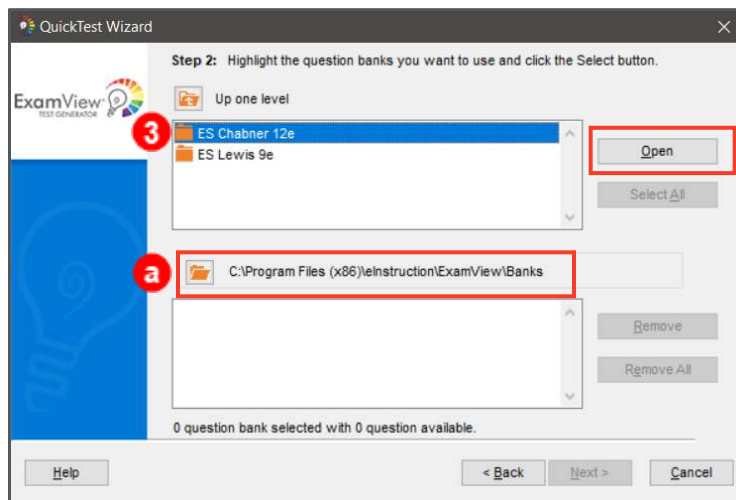 QuickTest Wizard
Step 2: Highlight the question banks you want to use and click the Select button.
ExamView
TEST GENERATOR
Up one level
3
ES Chabner 12e
ES Lewis 9e
Open
Select All
a
C:\Program Files (x86)\eInstruction\ExamView\Banks
Remove
Remove All
0 question bank selected with 0 question available.
Help
< Back
Next >
Cancel